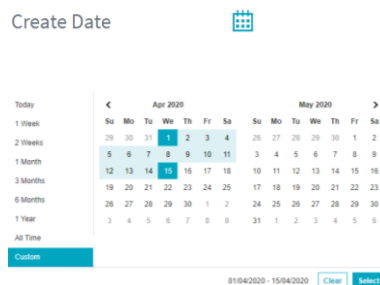 Create Date
Today
1 Week
2 Weeks
1 Month
3 Months
6 Months
1 Year
All Time
Custom
Apr 2020
Su Mo Tu We Th Fr Sa
29 30 31 1 2 3 4
5 6 7 8 9 10 11
12 13 14 15 16 17 18
19 20 21 22 23 24 25
26 27 28 29 30 1 2
3 4 5 6 7 8 9
May 2020
Su Mo Tu We Th Fr Sa
26 27 28 29 30 1 2
3 4 5 6 7 8 9
10 11 12 13 14 15 16
17 18 19 20 21 22 23
24 25 26 27 28 29 30
31 1 2 3 4 5 6
01/04/2020 - 15/04/2020 Clear Select